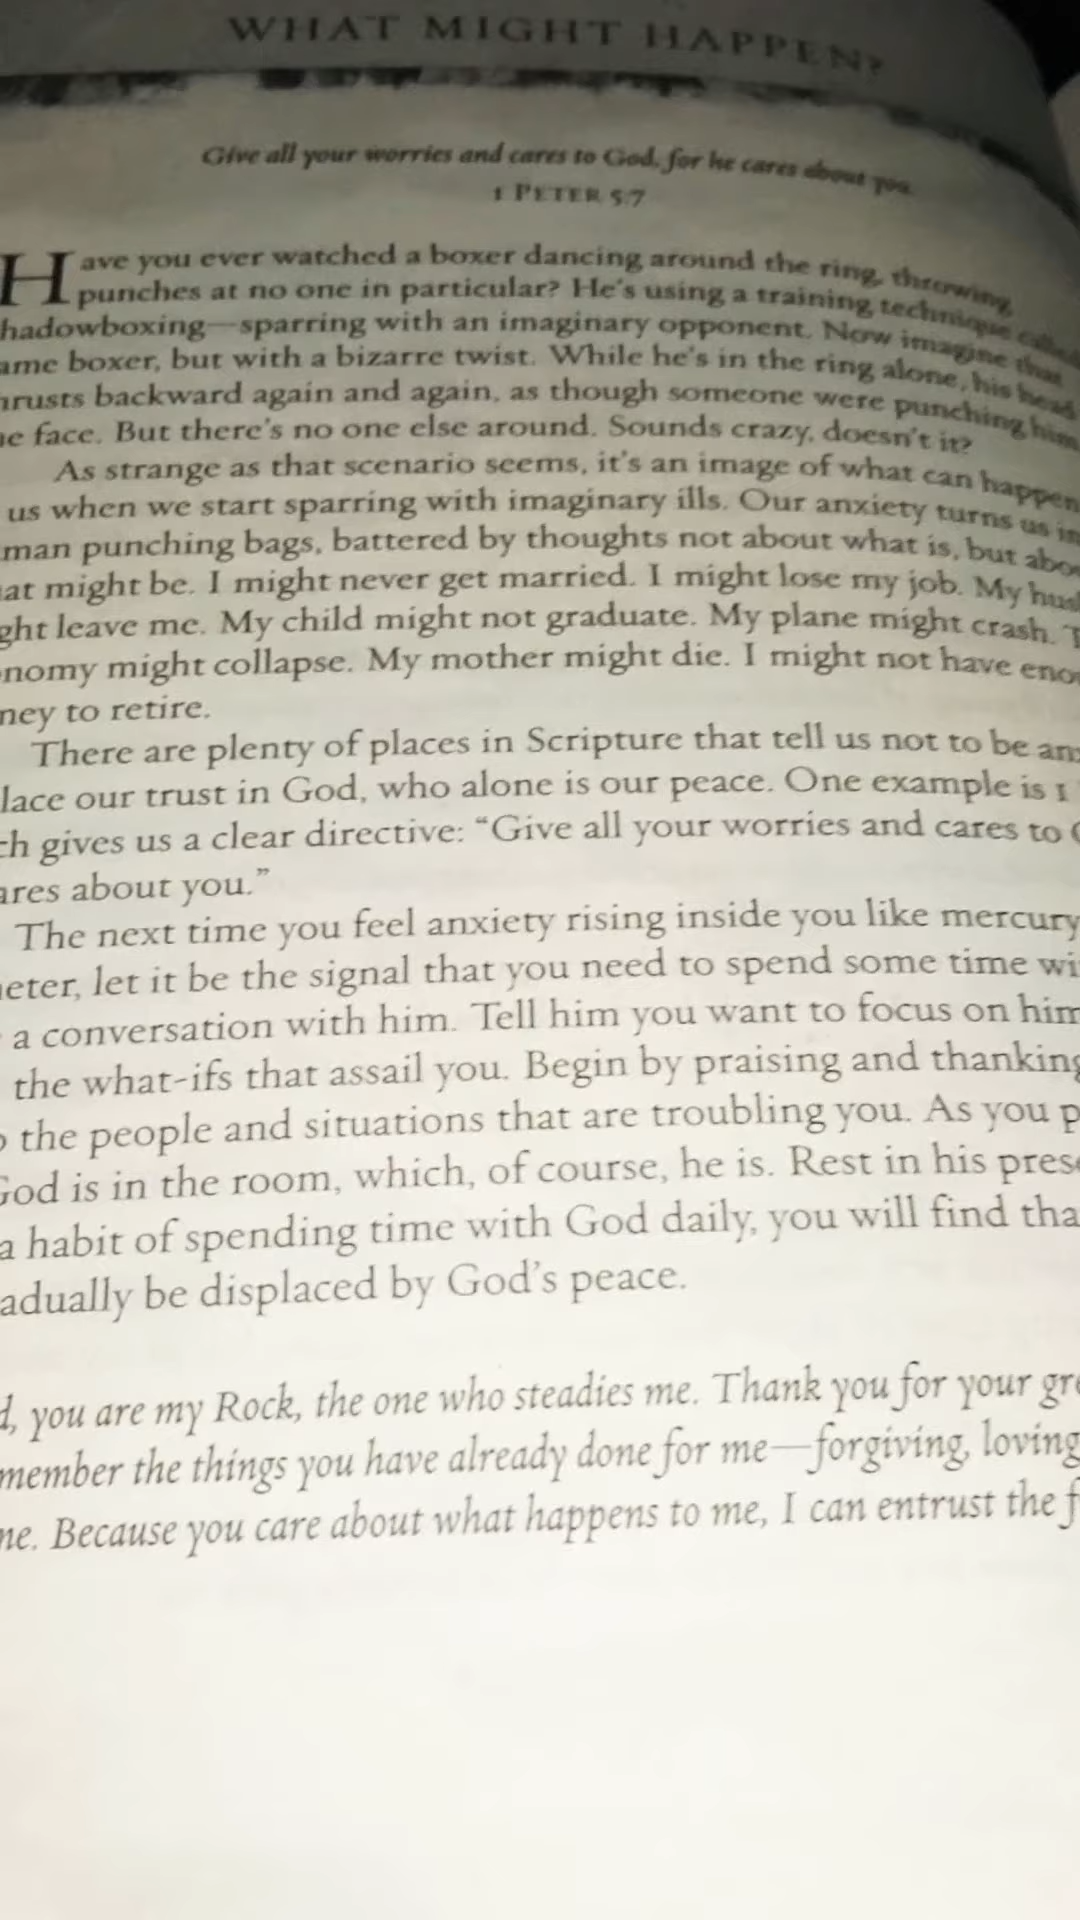 WHAT MIGHT HAPPEN?
Give all your worries and cares to God, for he cares about you.
1 PETER 5:7
Have you ever watched a boxer dancing around the ring, throwing
punches at no one in particular? He's using a training technique called
hadowboxing—sparring with an imaginary opponent. Now imagine that
ame boxer, but with a bizarre twist. While he's in the ring alone, his head
rusts backward again and again, as though someone were punching him
e face. But there's no one else around. Sounds crazy, doesn't it?
As strange as that scenario seems, it's an image of what can happen
us when we start sparring with imaginary ills. Our anxiety turns us in
man punching bags, battered by thoughts not about what is, but abo
at might be. I might never get married. I might lose my job. My hus
ght leave me. My child might not graduate. My plane might crash. T
nomy might collapse. My mother might die. I might not have eno
ney to retire.
There are plenty of places in Scripture that tell us not to be an
lace our trust in God, who alone is our peace. One example is 1
ch gives us a clear directive: "Give all your worries and cares to G
ares about you."
The next time you feel anxiety rising inside you like mercury
eter, let it be the signal that you need to spend some time wi
a conversation with him. Tell him you want to focus on him
the what-ifs that assail you. Begin by praising and thanking
o the people and situations that are troubling you. As you p
God is in the room, which, of course, he is. Rest in his prese
a habit of spending time with God daily, you will find tha
adually be displaced by God's peace.
d, you are my Rock, the one who steadies me. Thank you for your gre
member the things you have already done for me—forgiving, loving
ne. Because you care about what happens to me, I can entrust the f